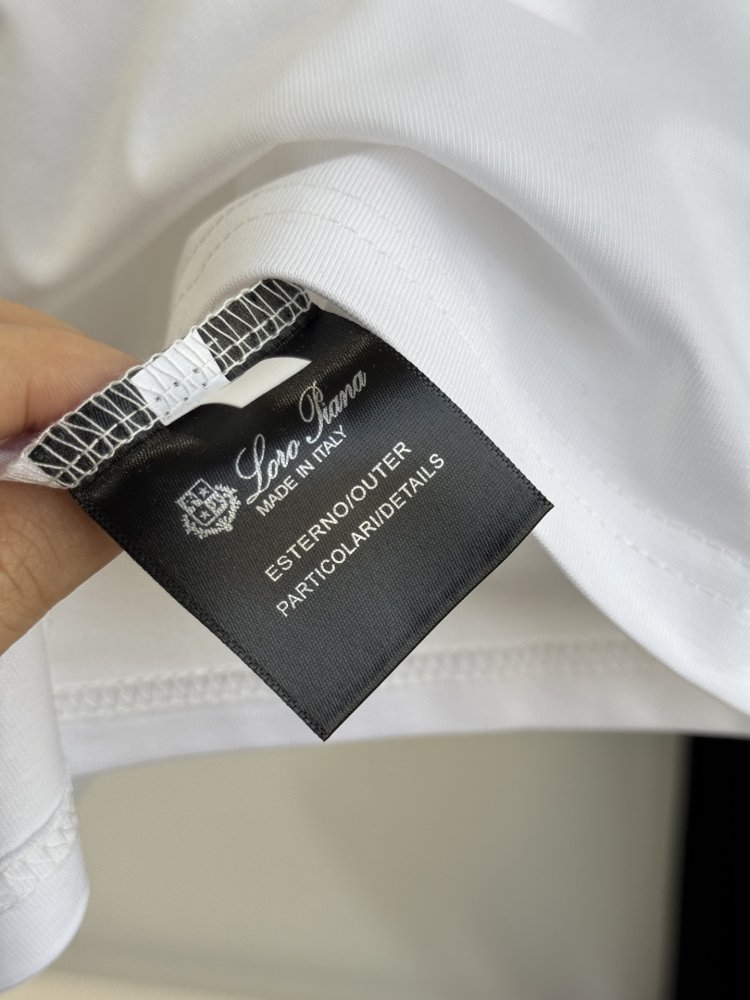 Loro Piana
MADE IN ITALY
ESTERNO/OUTER
PARTICOLARI/DETAILS